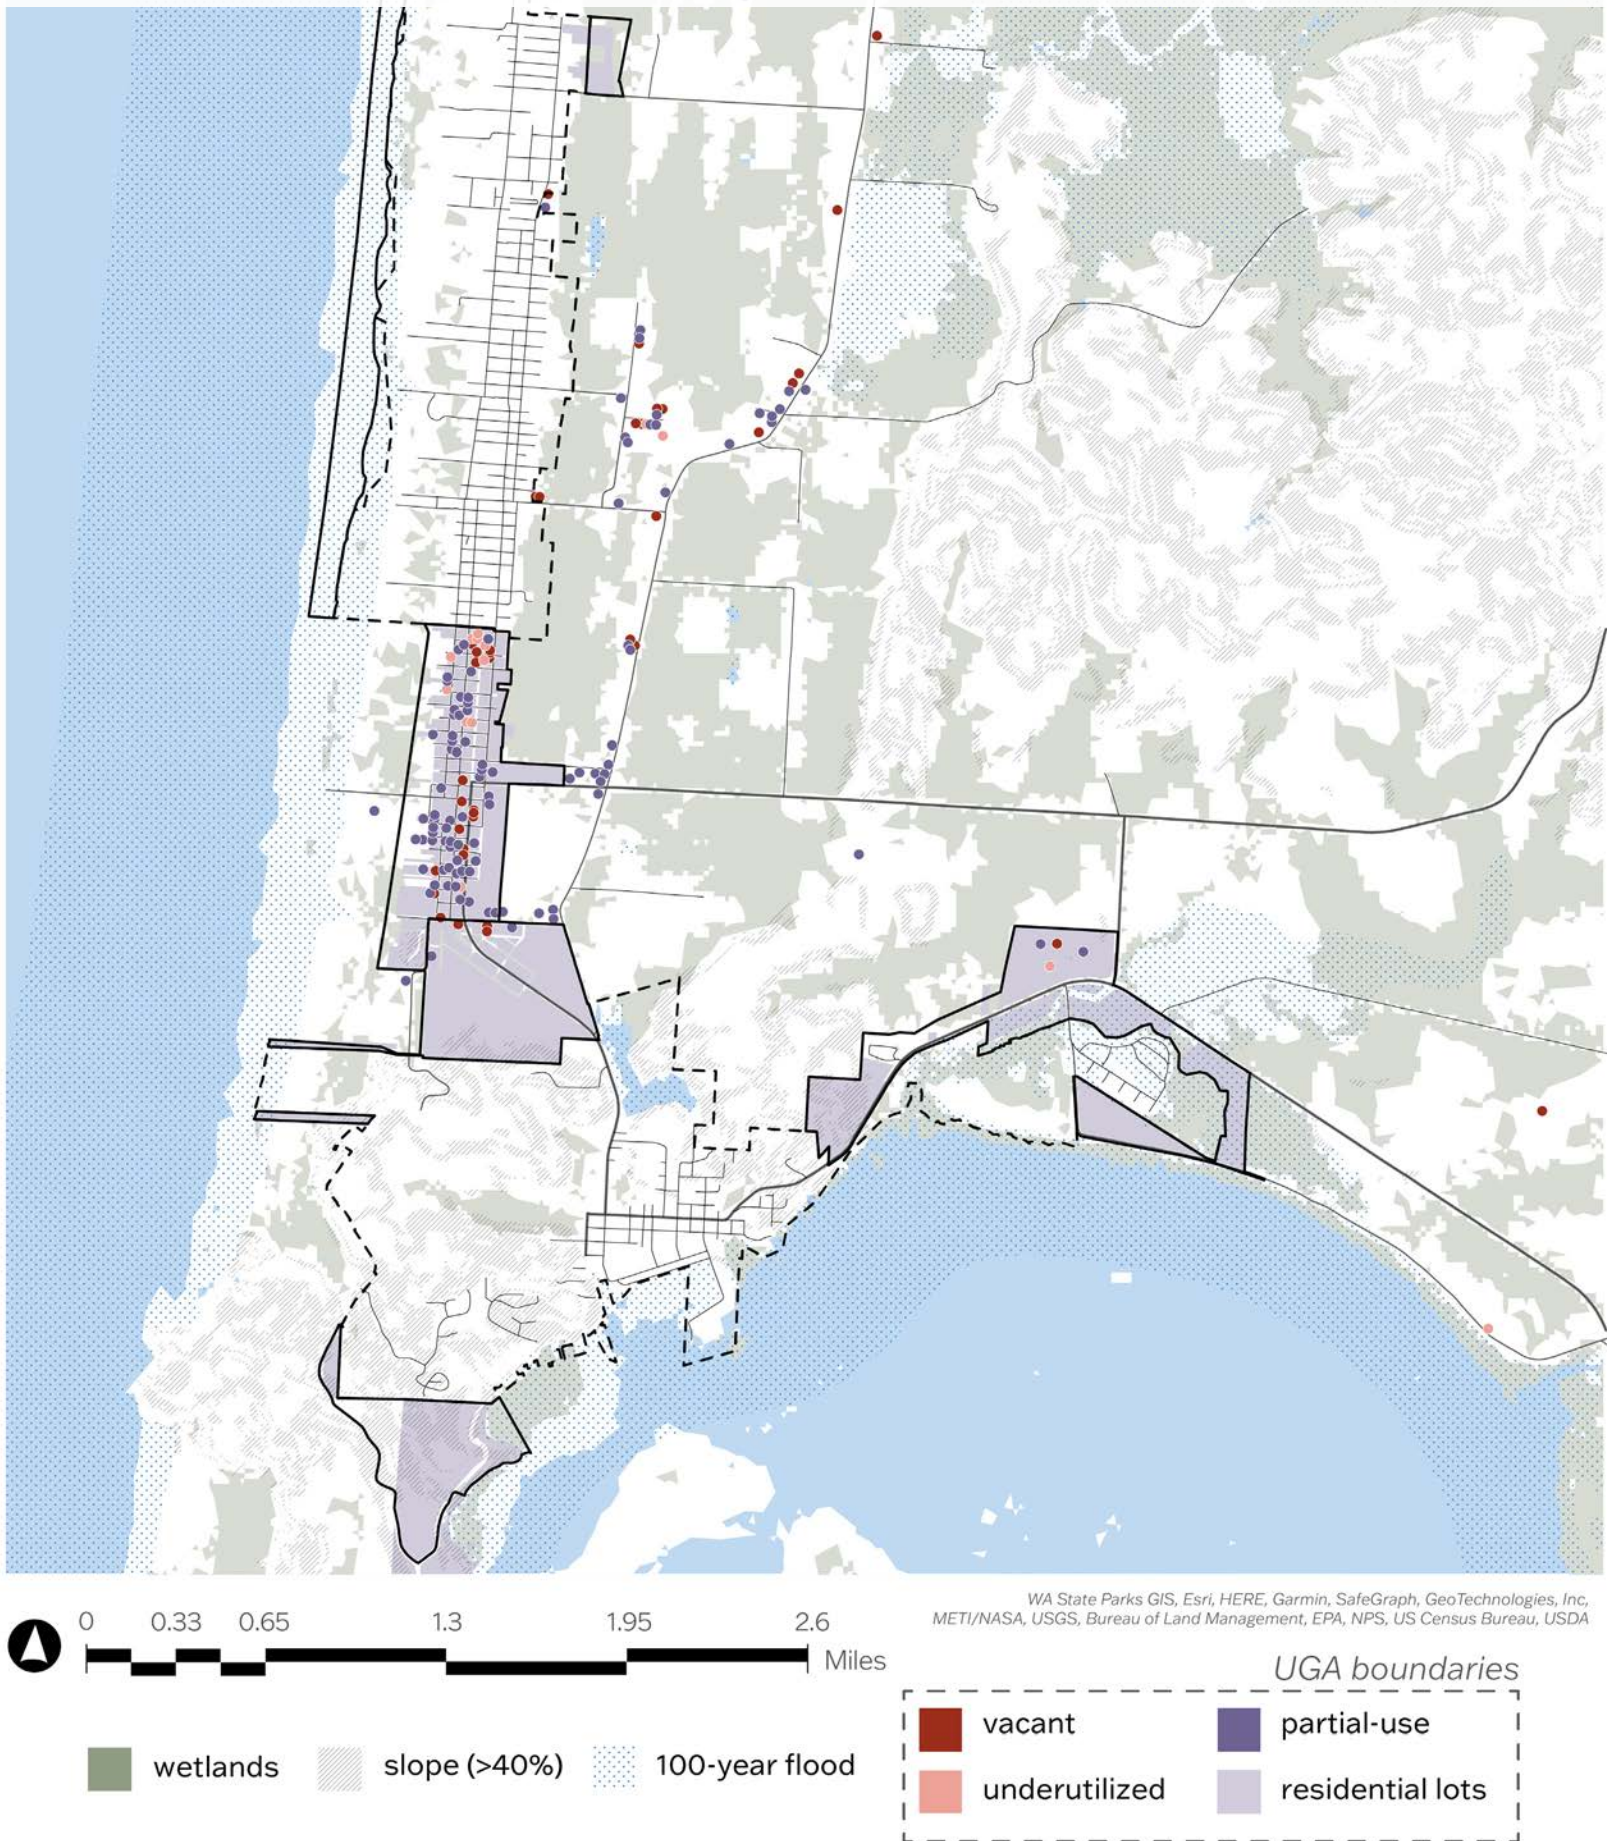 WA State Parks GIS, Esri, HERE, Garmin, SafeGraph, GeoTechnologies, Inc,
METI/NASA, USGS, Bureau of Land Management, EPA, NPS, US Census Bureau, USDA
0 0.33 0.65 1.3 1.95 2.6
Miles
UGA boundaries
vacant partial-use
wetlands slope (>40%) 100-year flood
underutilized residential lots